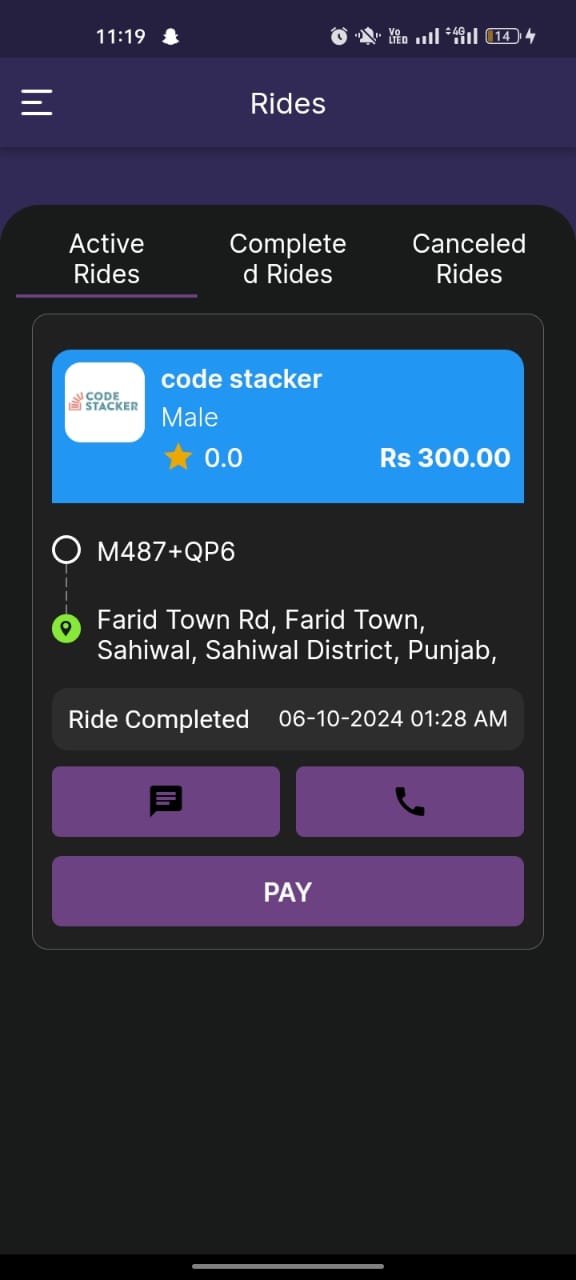 11:19
Vo
LTED
4G
14
Rides
Active
Rides
Complete
d Rides
Canceled
Rides
CODE
STACKER
code stacker
Male
0.0
Rs 300.00
M487+QP6
Farid Town Rd, Farid Town,
Sahiwal, Sahiwal District, Punjab,
Ride Completed 06-10-2024 01:28 AM
PAY